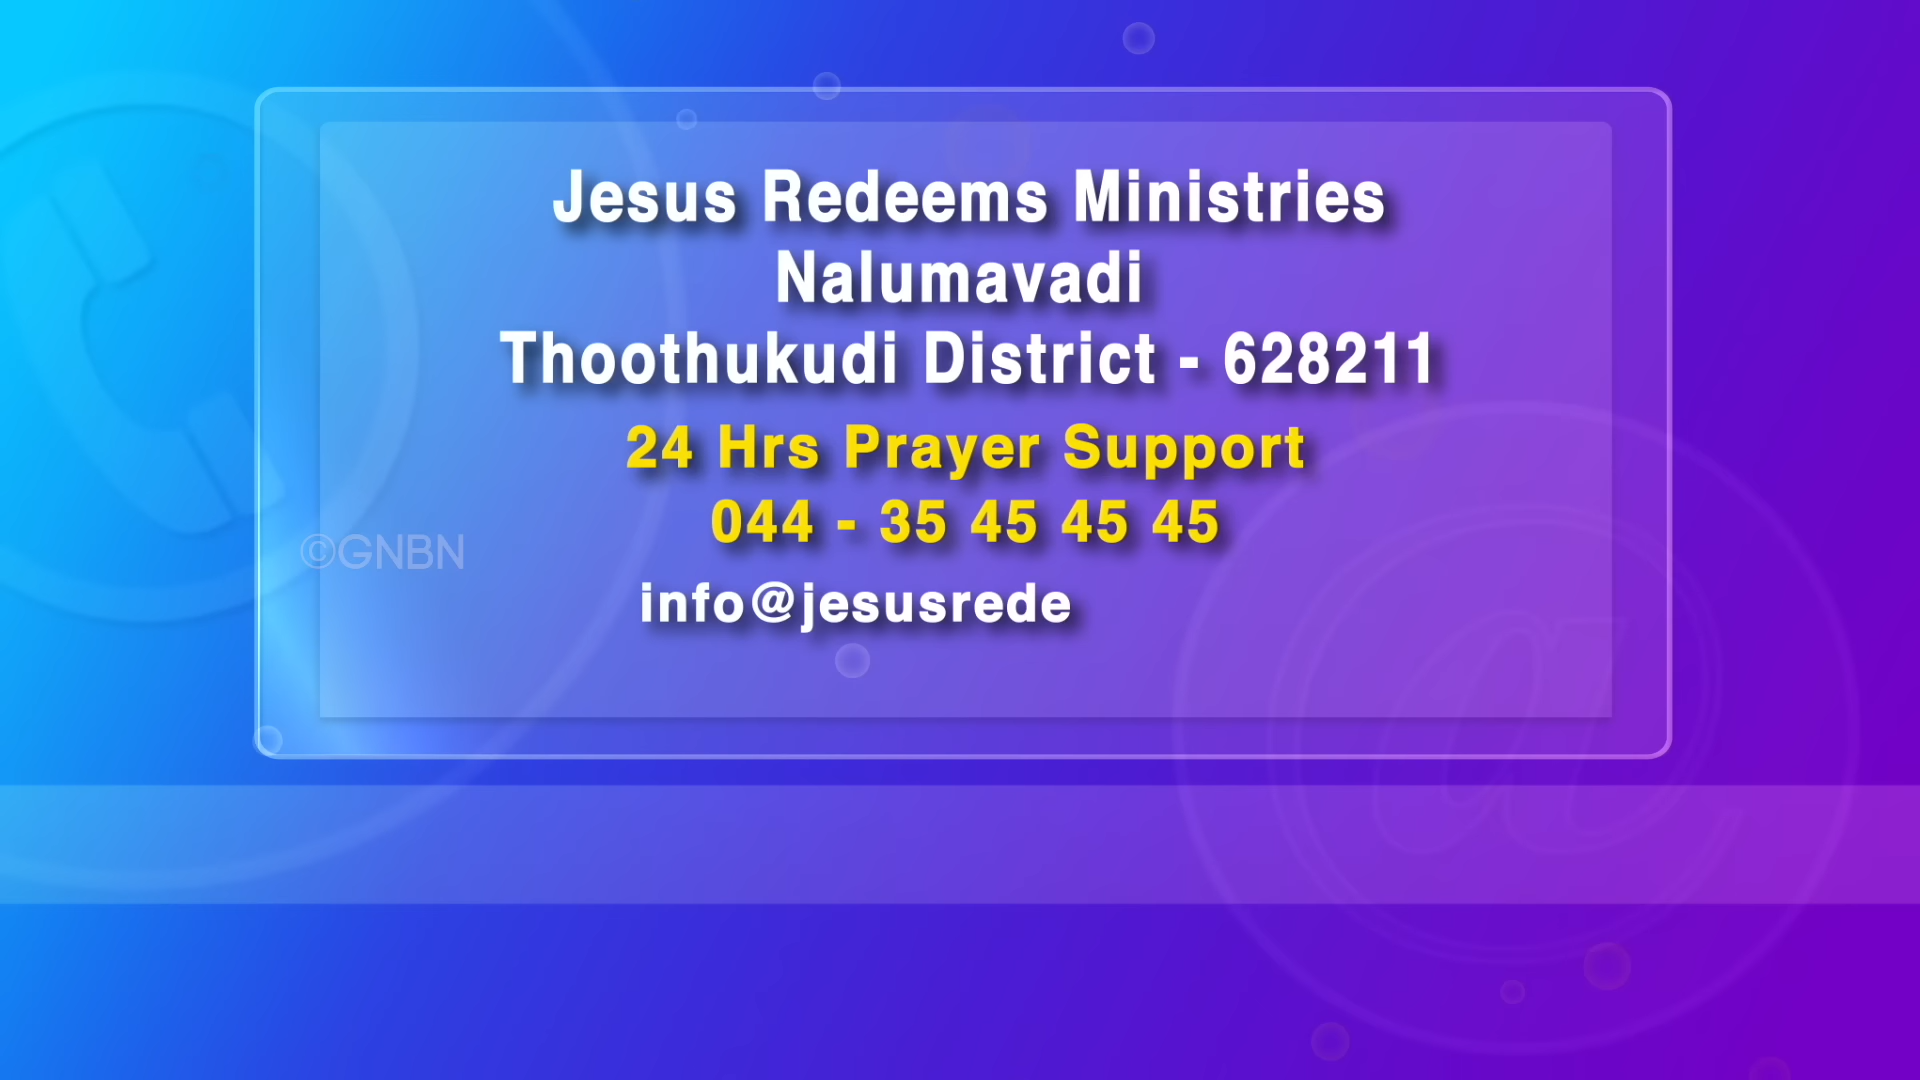 Jesus Redeems Ministries
Nalumavadi
Thoothukudi District - 628211
24 Hrs Prayer Support
044 - 35 45 45 45
©GNBN
info@jesusrede